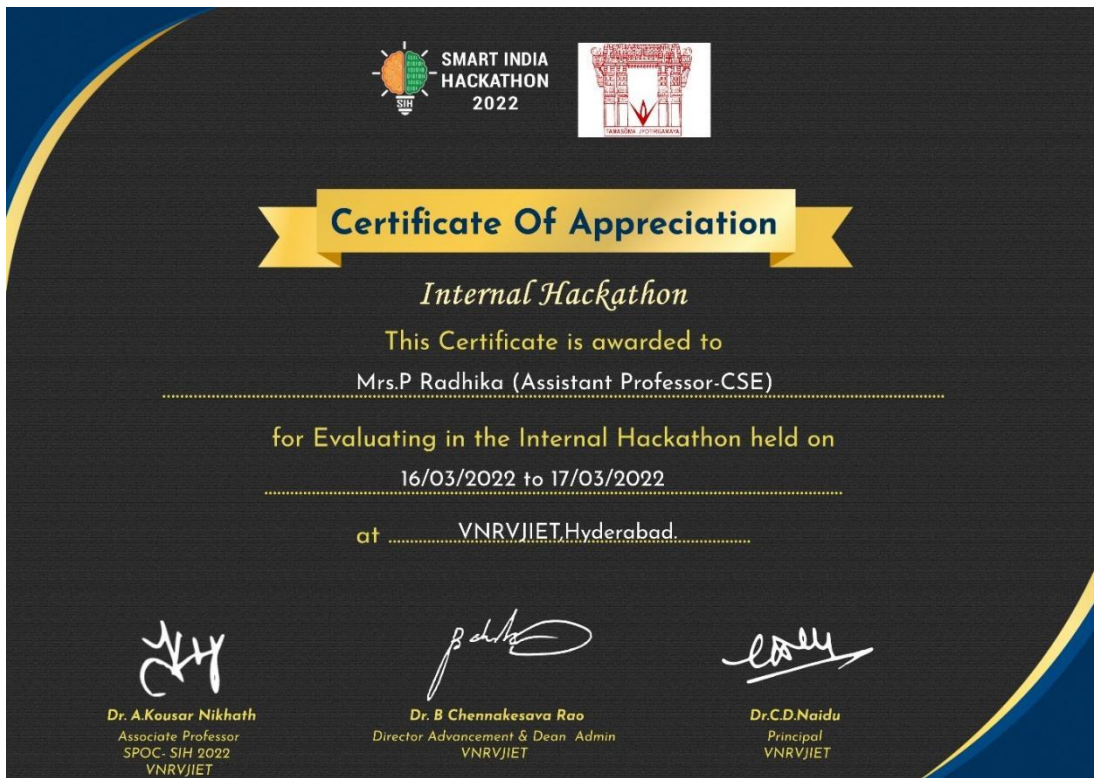 SMART INDIA
HACKATHON
2022
SIH
TAMASOMA JYOTHIRGAMAYA
Certificate Of Appreciation
Internal Hackathon
This Certificate is awarded to
Mrs.P Radhika (Assistant Professor-CSE)
for Evaluating in the Internal Hackathon held on
16/03/2022 to 17/03/2022
at VNRVJIET,Hyderabad.
Dr. A.Kousar Nikhath
Associate Professor
SPOC- SIH 2022
VNRVJIET
Dr. B Chennakesava Rao
Director Advancement & Dean Admin
VNRVJIET
Dr.C.D.Naidu
Principal
VNRVJIET